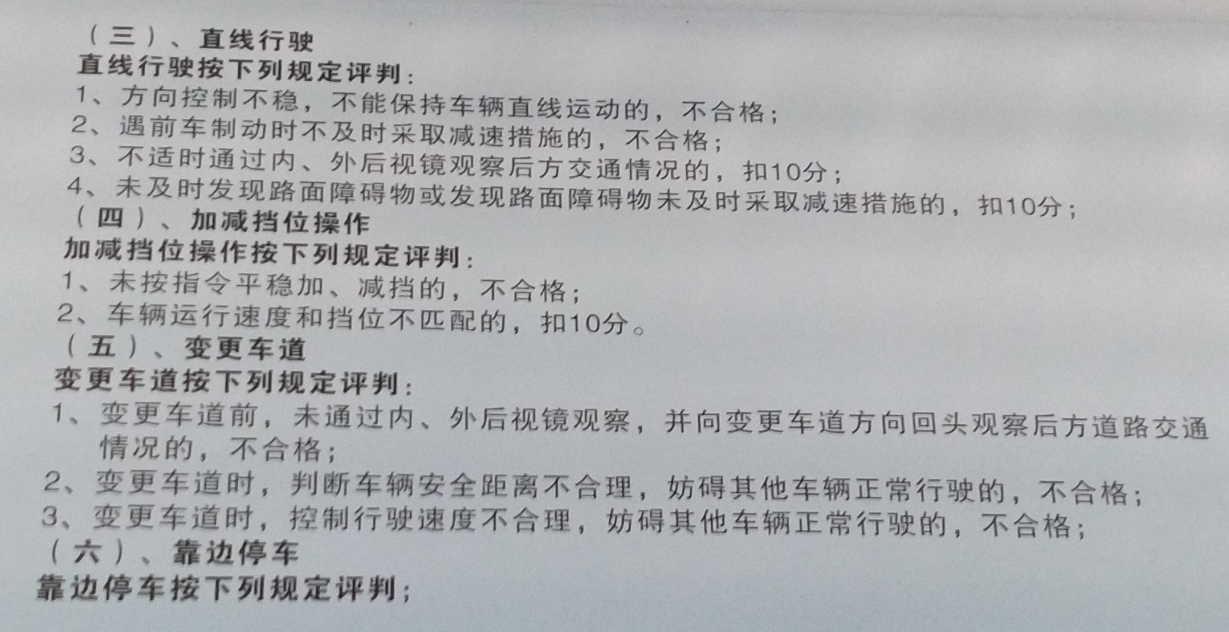 （三）、直线行驶
直线行驶按下列规定评判：
1、方向控制不稳，不能保持车辆直线运动的，不合格；
2、遇前车制动时不及时采取减速措施的，不合格；
3、不适时通过内、外后视镜观察后方交通情况的，扣10分；
4、未及时发现路面障碍物或发现路面障碍物未及时采取减速措施的，扣10分；
（四）、加减挡位操作
加减挡位操作按下列规定评判：
1、未按指令平稳加、减挡的，不合格；
2、车辆运行速度和挡位不匹配的，扣10分。
（五）、变更车道
变更车道按下列规定评判：
1、变更车道前，未通过内、外后视镜观察，并向变更车道方向回头观察后方道路交通
情况的，不合格；
2、变更车道时，判断车辆安全距离不合理，妨碍其他车辆正常行驶的，不合格；
3、变更车道时，控制行驶速度不合理，妨碍其他车辆正常行驶的，不合格；
（六）、靠边停车
靠边停车按下列规定评判；